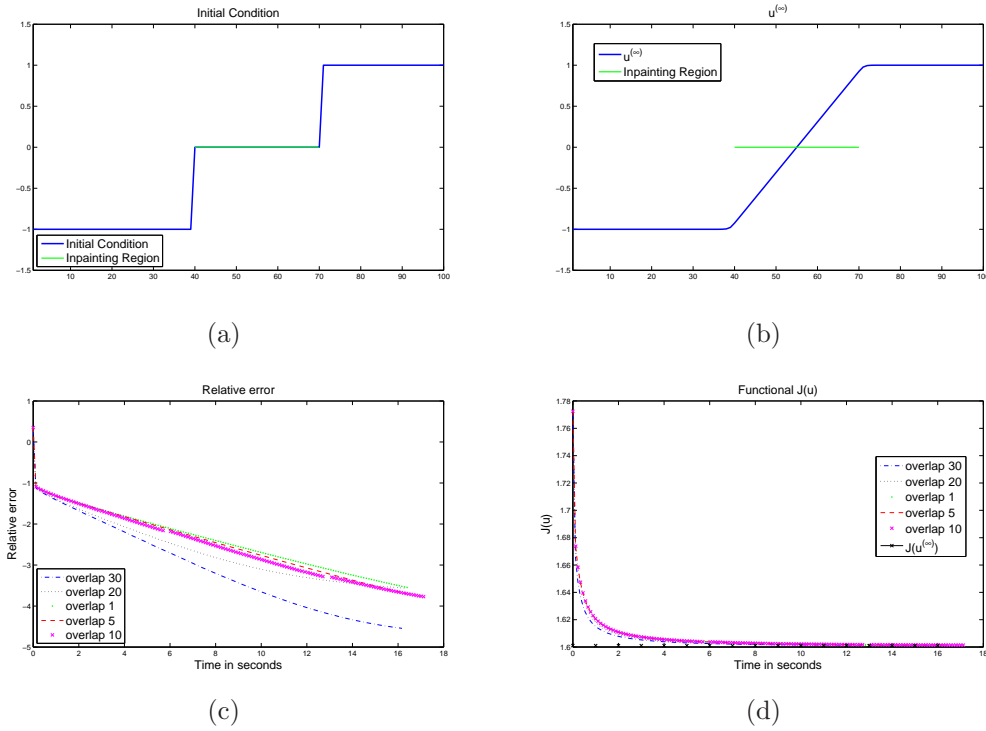 Initial Condition
1.5
1
0.5
0
−0.5
−1
−1.5
Initial Condition
Inpainting Region
10 20 30 40 50 60 70 80 90 100
(a)
u(∞)
1.5
1
0.5
0
−0.5
−1
−1.5
u(∞)
Inpainting Region
10 20 30 40 50 60 70 80 90 100
(b)
Relative error
Relative error
1
0
−1
−2
−3
−4
−5
overlap 30
overlap 20
overlap 1
overlap 5
overlap 10
0 2 4 6 8 10 12 14 16 18
Time in seconds
(c)
Functional J(u)
J(u)
1.78
1.76
1.74
1.72
1.7
1.68
1.66
1.64
1.62
1.6
overlap 30
overlap 20
overlap 1
overlap 5
overlap 10
J(u(∞))
0 2 4 6 8 10 12 14 16 18
Time in seconds
(d)